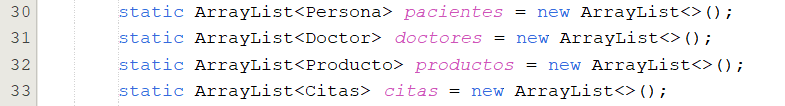 30 static ArrayList<Persona> pacientes = new ArrayList<>();
31 static ArrayList<Doctor> doctores = new ArrayList<>();
32 static ArrayList<Producto> productos = new ArrayList<>();
33 static ArrayList<Citas> citas = new ArrayList<>();